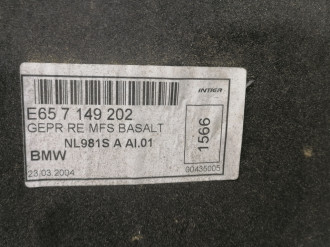 INTIER
E65 7 149 202
GEPR RE MFS BASALT
NL981S A AI.01
BMW
23.03.2004
1566
90435005